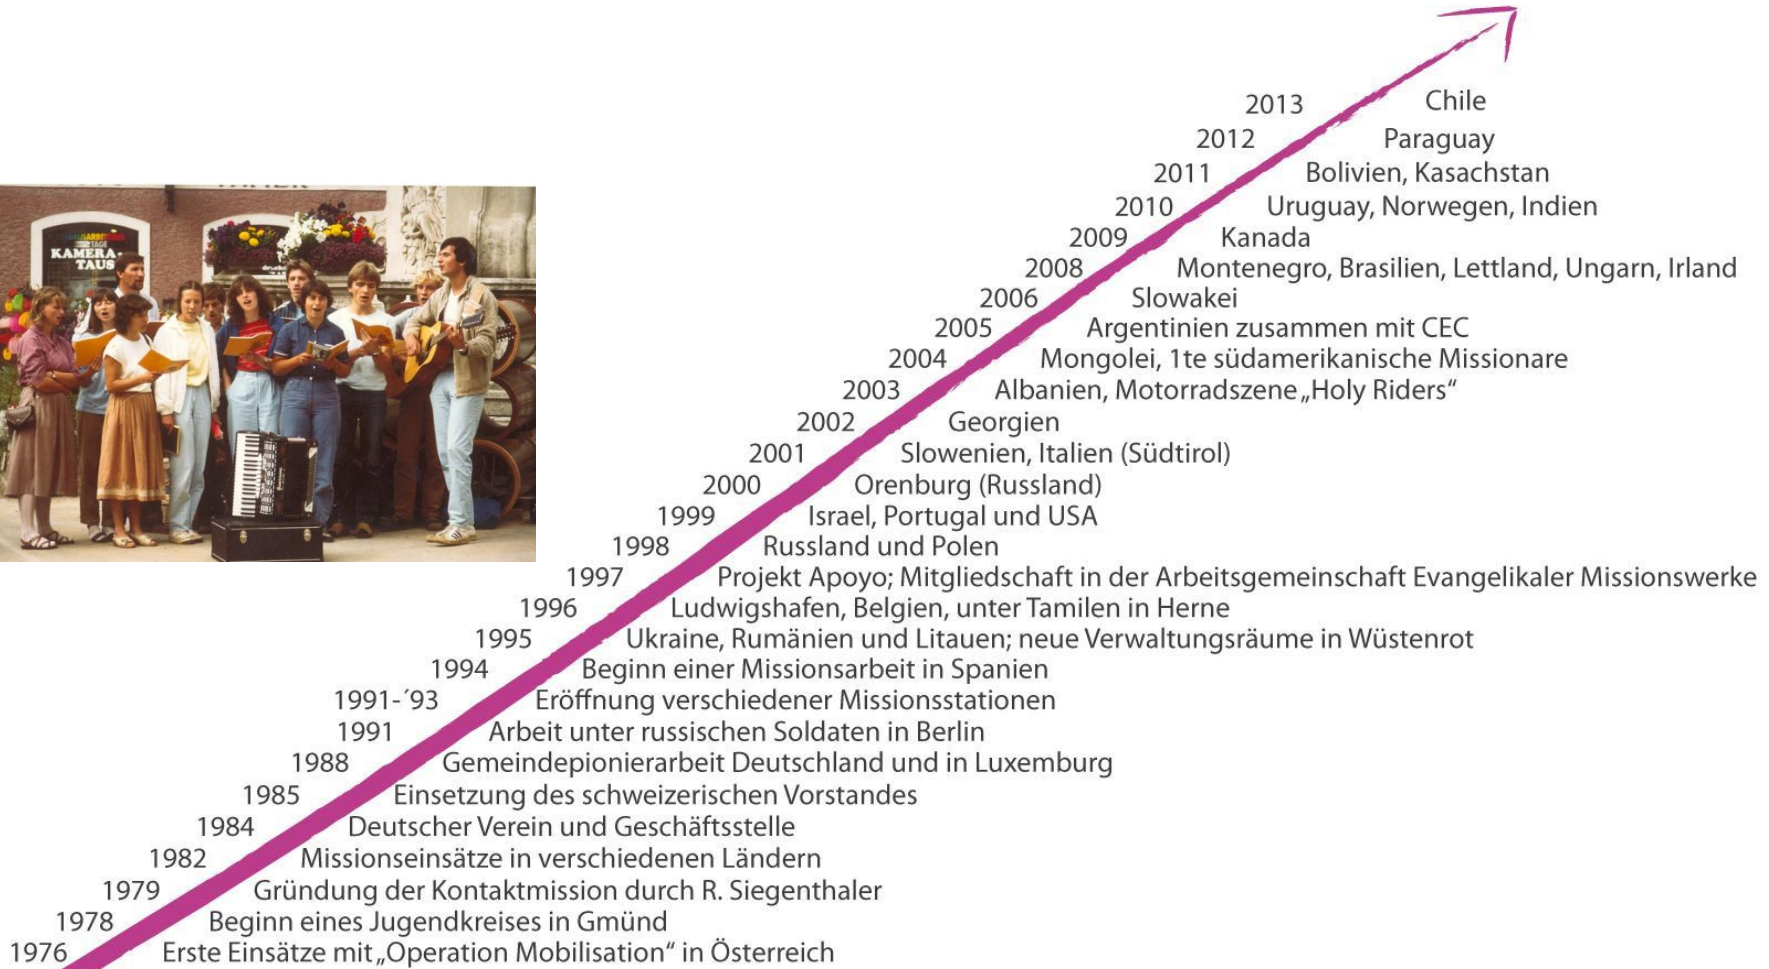 2013 Chile
2012 Paraguay
2011 Bolivien, Kasachstan
2010 Uruguay, Norwegen, Indien
2009 Kanada
2008 Montenegro, Brasilien, Lettland, Ungarn, Irland
2006 Slowakei
2005 Argentinien zusammen mit CEC
2004 Mongolei, 1te südamerikanische Missionare
2003 Albanien, Motorradszene „Holy Riders“
2002 Georgien
2001 Slowenien, Italien (Südtirol)
2000 Orenburg (Russland)
1999 Israel, Portugal und USA
1998 Russland und Polen
1997 Projekt Apoyo; Mitgliedschaft in der Arbeitsgemeinschaft Evangelikaler Missionswerke
1996 Ludwigshafen, Belgien, unter Tamilen in Herne
1995 Ukraine, Rumänien und Litauen; neue Verwaltungsräume in Wüstenrot
1994 Beginn einer Missionsarbeit in Spanien
1991-´93 Eröffnung verschiedener Missionsstationen
1991 Arbeit unter russischen Soldaten in Berlin
1988 Gemeindepionierarbeit Deutschland und in Luxemburg
1985 Einsetzung des schweizerischen Vorstandes
1984 Deutscher Verein und Geschäftsstelle
1982 Missionseinsätze in verschiedenen Ländern
1979 Gründung der Kontaktmission durch R. Siegenthaler
1978 Beginn eines Jugendkreises in Gmünd
1976 Erste Einsätze mit „Operation Mobilisation“ in Österreich
TAGE
KAMERA-
TAUS